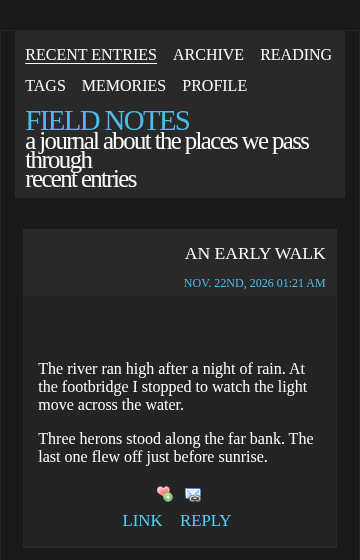 RECENT ENTRIES ARCHIVE READING
TAGS MEMORIES PROFILE
FIELD NOTES
a journal about the places we pass
through
recent entries
AN EARLY WALK
NOV. 22ND, 2026 01:21 AM
The river ran high after a night of rain. At
the footbridge I stopped to watch the light
move across the water.
Three herons stood along the far bank. The
last one flew off just before sunrise.
LINK REPLY